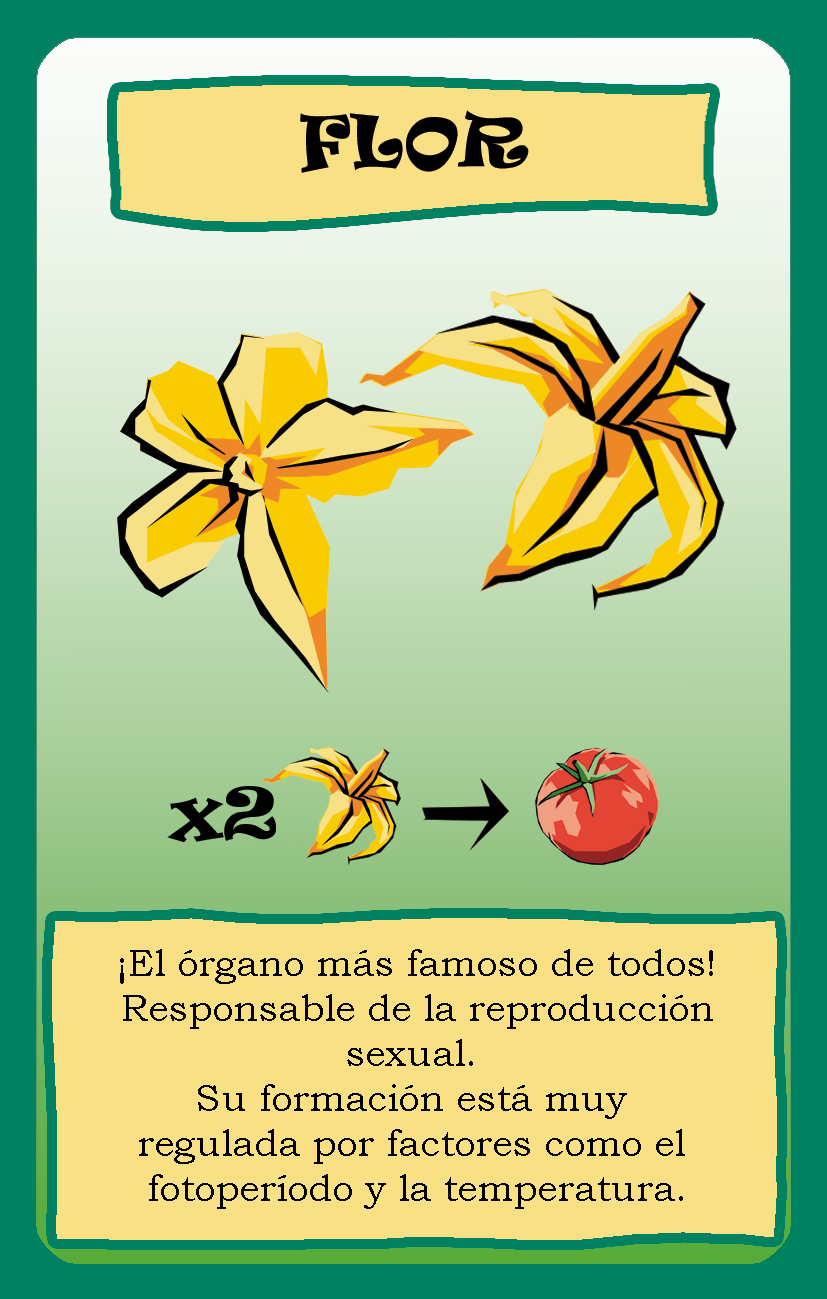 FLOR
x2
¡El órgano más famoso de todos!
Responsable de la reproducción
sexual.
Su formación está muy
regulada por factores como el
fotoperíodo y la temperatura.